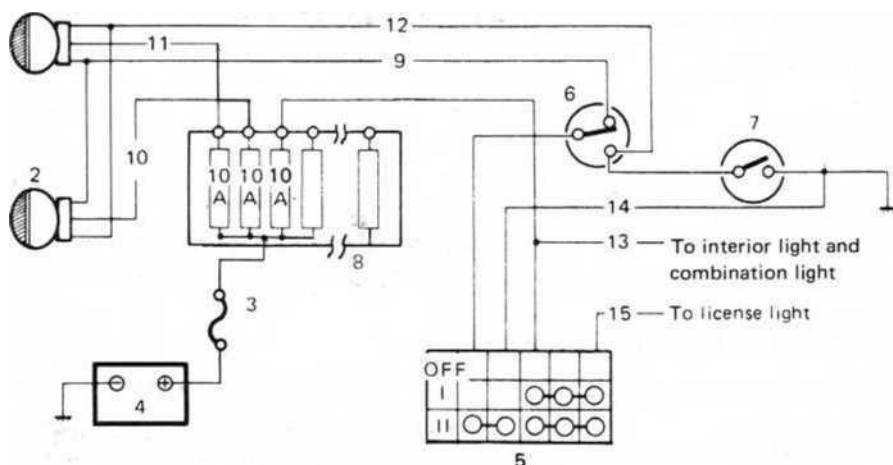 12
11
9
6
7
2
10
10 A
10 A
10 A
14
8
13 To interior light and
combination light
3
15 To license light
OFF
I
II
− +
4
5